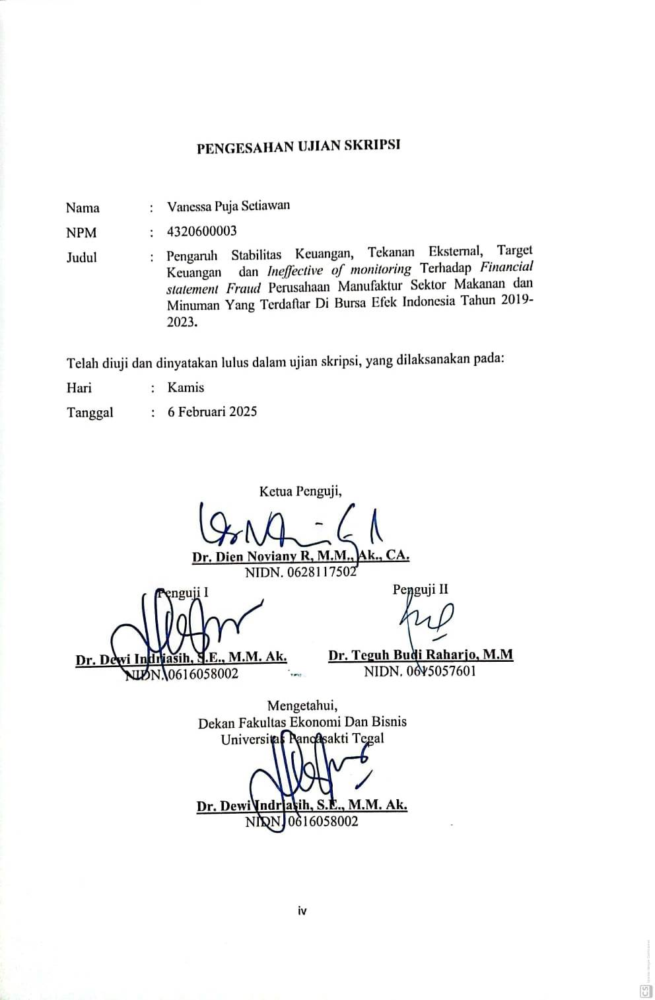 PENGESAHAN UJIAN SKRIPSI
Nama : Vanessa Puja Setiawan
NPM : 4320600003
Judul : Pengaruh Stabilitas Keuangan, Tekanan Eksternal, Target
Keuangan dan Ineffective of monitoring Terhadap Financial
statement Fraud Perusahaan Manufaktur Sektor Makanan dan
Minuman Yang Terdaftar Di Bursa Efek Indonesia Tahun 2019-
2023.
Telah diuji dan dinyatakan lulus dalam ujian skripsi, yang dilaksanakan pada:
Hari : Kamis
Tanggal : 6 Februari 2025
Ketua Penguji,
Dr. Dien Noviany R, M.M., Ak., CA.
NIDN. 0628117502
Penguji I
Penguji II
Dr. Dewi Indriasih, S.E., M.M. Ak.
Dr. Teguh Budi Raharjo, M.M
NIDN. 0616058002
NIDN. 0615057601
Mengetahui,
Dekan Fakultas Ekonomi Dan Bisnis
Universitas Pancasakti Tegal
Dr. Dewi Indriasih, S.E., M.M. Ak.
NIDN. 0616058002
iv
CS